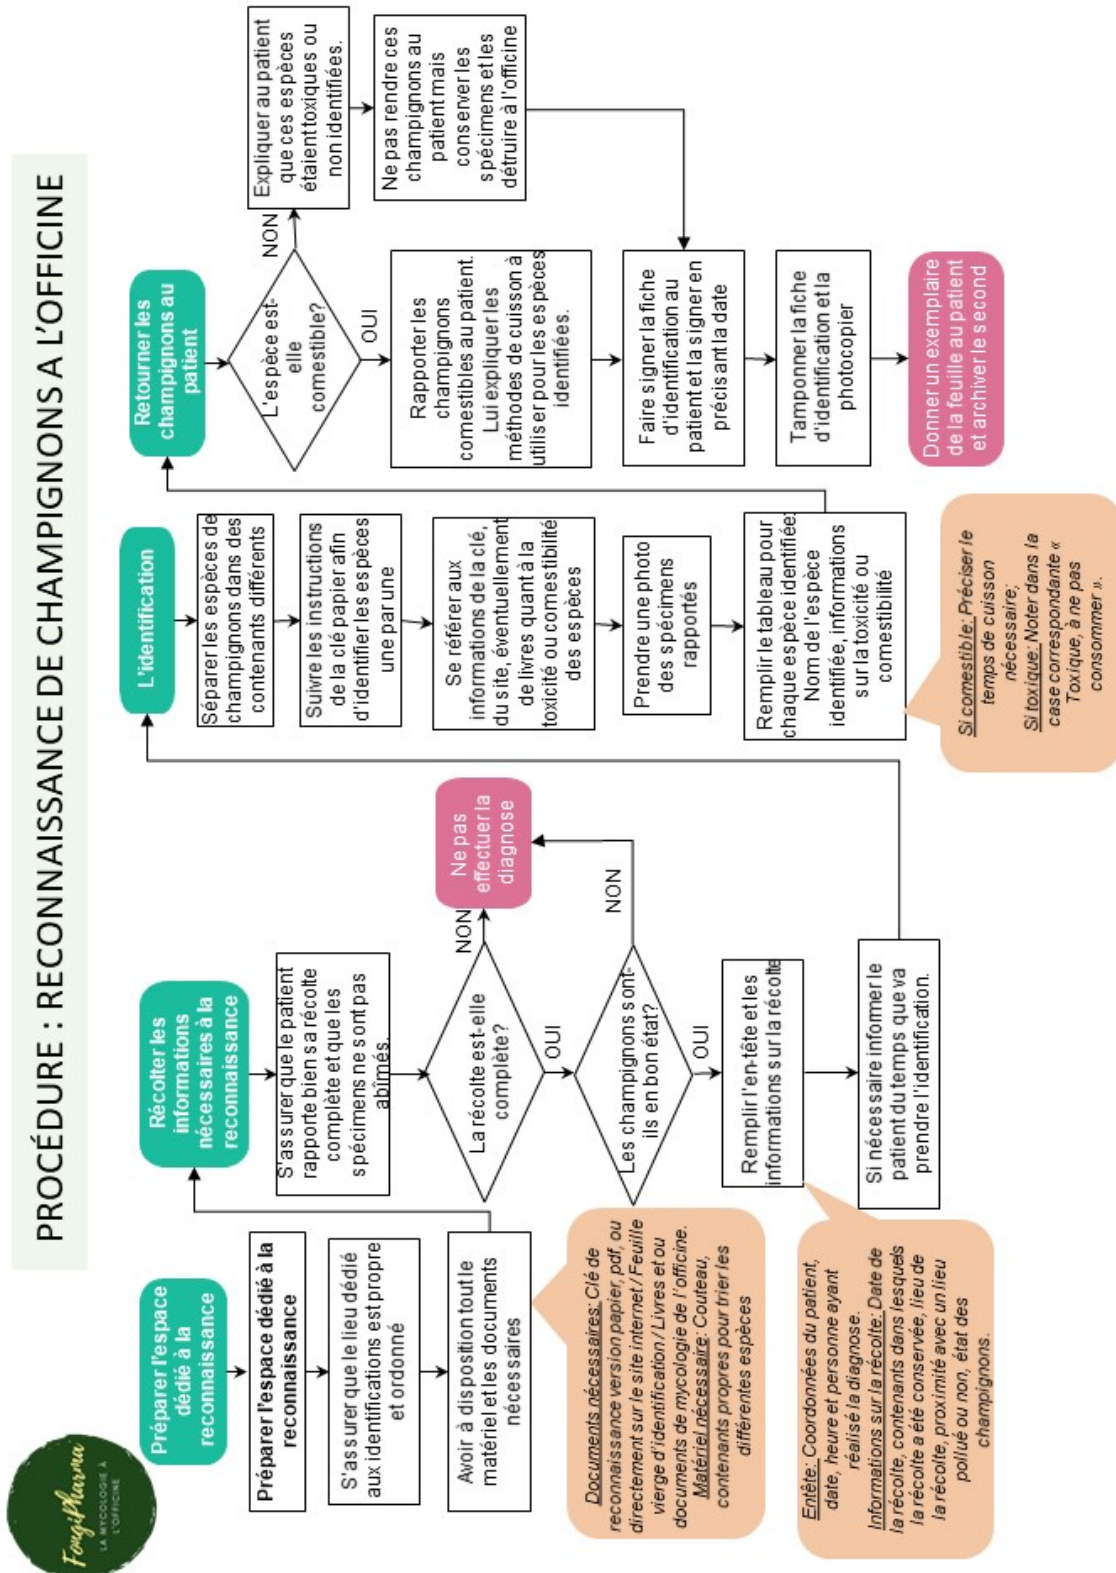 PROCÉDURE : RECONNAISSANCE DE CHAMPIGNONS A L'OFFICINE
FongiPharma
LA MYCOLOGIE À
L'OFFICINE
Préparer l'espace
dédié à la
reconnaissance
Préparer l'espace dédié à la
reconnaissance
S'assurer que le lieu dédié
aux identifications est propre
et ordonné
Avoir à disposition tout le
matériel et les documents
nécessaires
Documents nécessaires: Clé de
reconnaissance version papier, pdf, ou
directement sur le site internet / Feuille
vierge d'identification / Livres et ou
documents de mycologie de l'officine.
Matériel nécessaire: Couteau,
contenants propres pour trier les
différentes espèces
Récolter les
informations
nécessaires à la
reconnaissance
S'assurer que le patient
rapporte bien sa récolte
complète et que les
spécimens ne sont pas
abîmés.
La récolte est-elle
complète?
NON
OUI
Ne pas
effectuer la
diagnose
Les champignons sont-
ils en bon état?
NON
OUI
Remplir l'en-tête et les
informations sur la récolte
Entête: Coordonnées du patient,
date, heure et personne ayant
réalisé la diagnose.
Informations sur la récolte: Date de
la récolte, contenants dans lesquels
la récolte a été conservée, lieu de
la récolte, proximité avec un lieu
pollué ou non, état des
champignons.
Si nécessaire informer le
patient du temps que va
prendre l'identification.
L'identification
Séparer les espèces de
champignons dans des
contenants différents
Suivre les instructions
de la clé papier afin
d'identifier les espèces
une par une
Se référer aux
informations de la clé,
du site, éventuellement
de livres quant à la
toxicité ou comestibilité
des espèces
Prendre une photo
des spécimens
rapportés
Remplir le tableau pour
chaque espèce identifiée:
Nom de l'espèce
identifiée, informations
sur la toxicité ou
comestibilité
Si comestible: Préciser le
temps de cuisson
nécessaire;
Si toxique: Noter dans la
case correspondante «
Toxique, à ne pas
consommer ».
Retourner les
champignons au
patient
L'espèce est-
elle
comestible?
NON
OUI
Expliquer au patient
que ces espèces
étaient toxiques ou
non identifiées.
Ne pas rendre ces
champignons au
patient mais
conserver les
spécimens et les
détruire à l'officine
Rapporter les
champignons
comestibles au patient.
Lui expliquer les
méthodes de cuisson à
utiliser pour les espèces
identifiées.
Faire signer la fiche
d'identification au
patient et la signer en
précisant la date
Tamponner la fiche
d'identification et la
photocopier
Donner un exemplaire
de la feuille au patient
et archiver le second